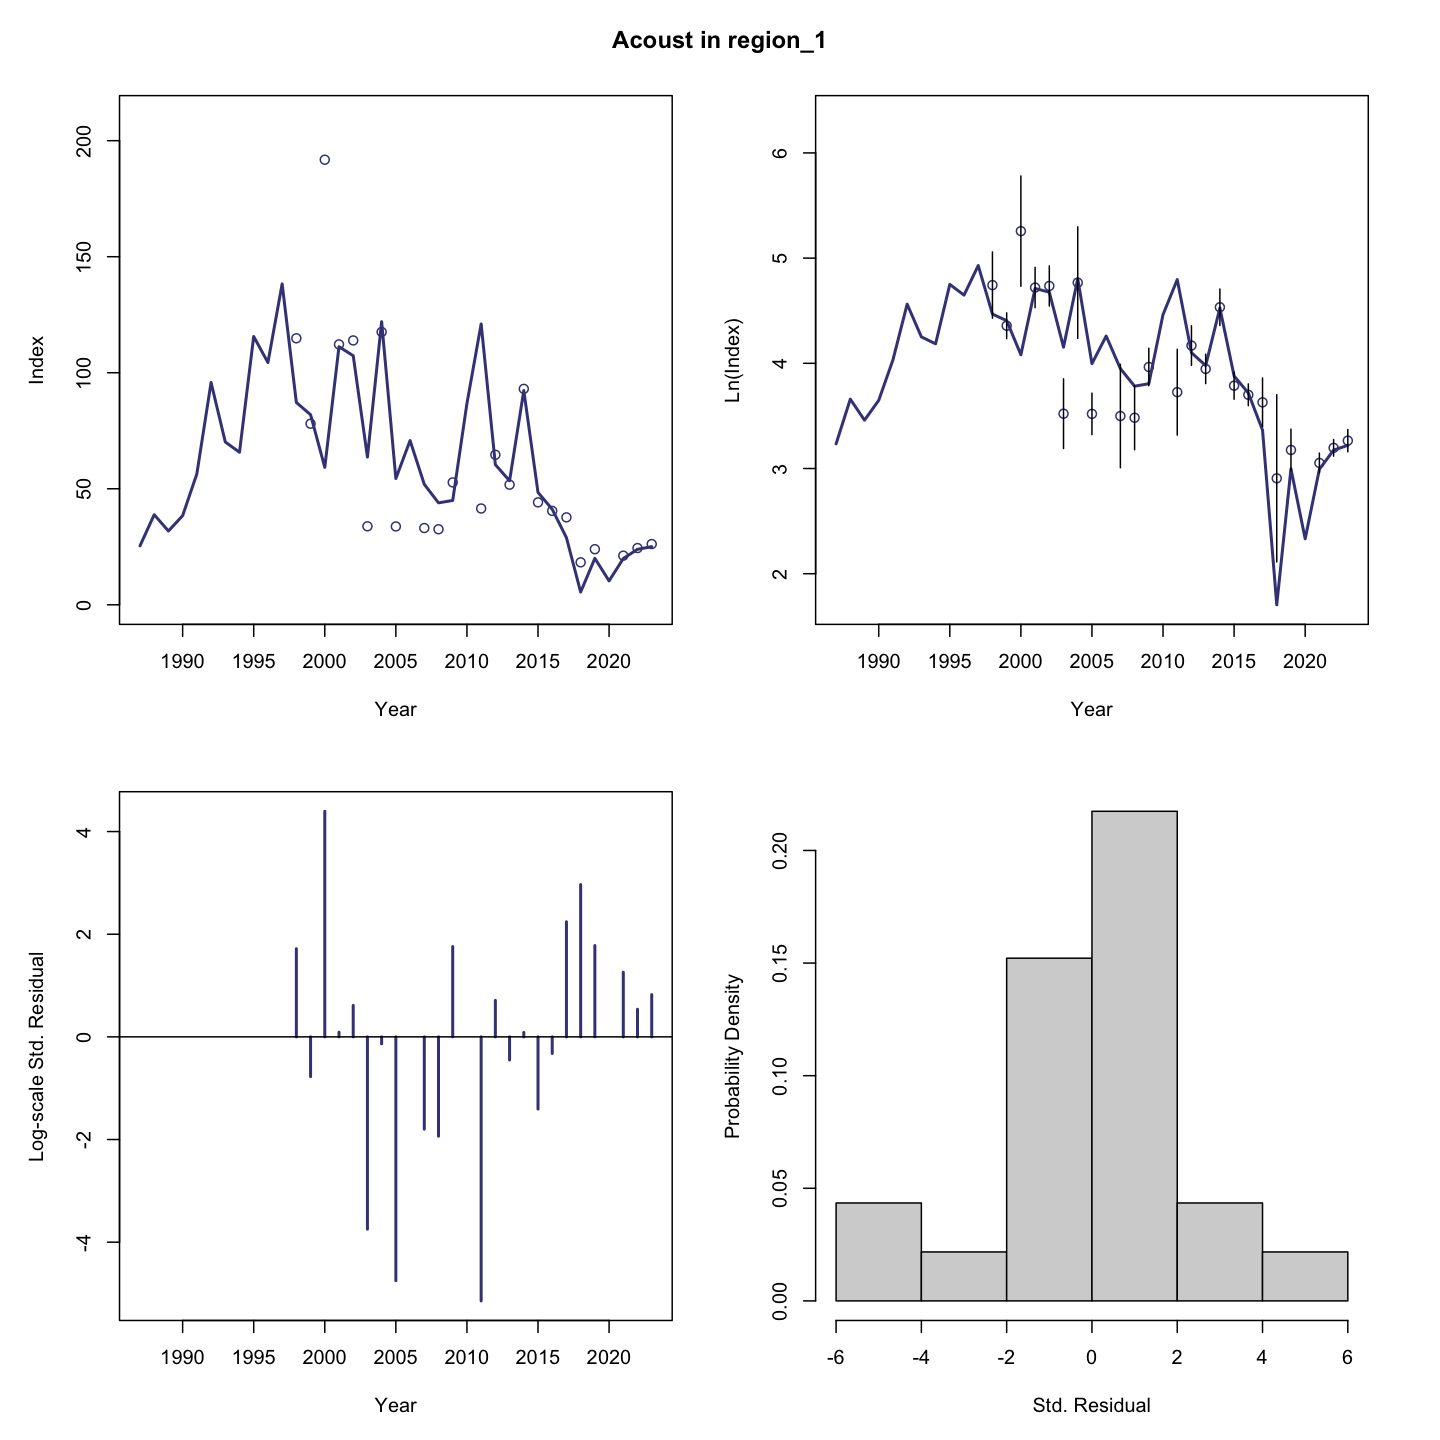 Acoust in region_1
200
150
100
50
0
Index
1990 1995 2000 2005 2010 2015 2020
Year
6
5
4
3
2
Ln(Index)
1990 1995 2000 2005 2010 2015 2020
Year
4
2
0
-2
-4
Log-scale Std. Residual
1990 1995 2000 2005 2010 2015 2020
Year
0.20
0.15
0.10
0.05
0.00
Probability Density
-6 -4 -2 0 2 4 6
Std. Residual